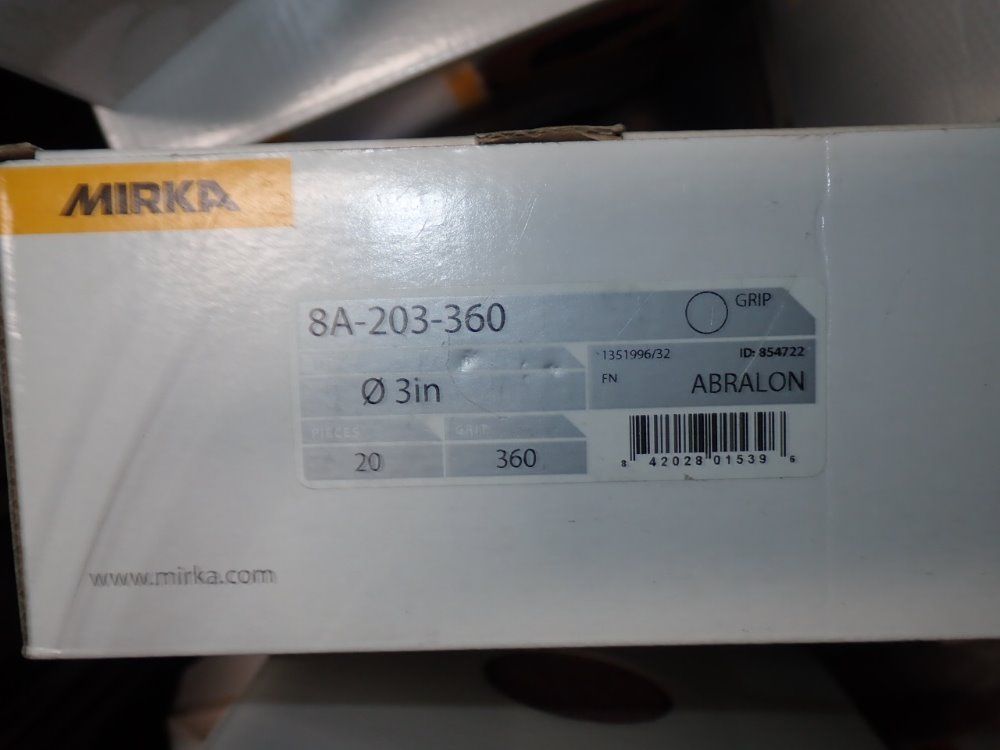 MIRKA
8A-203-360
GRIP
Ø 3in
1351996/32 ID: 854722
FN ABRALON
PIECES GRIT
20 360
8 42028 01539 6
www.mirka.com